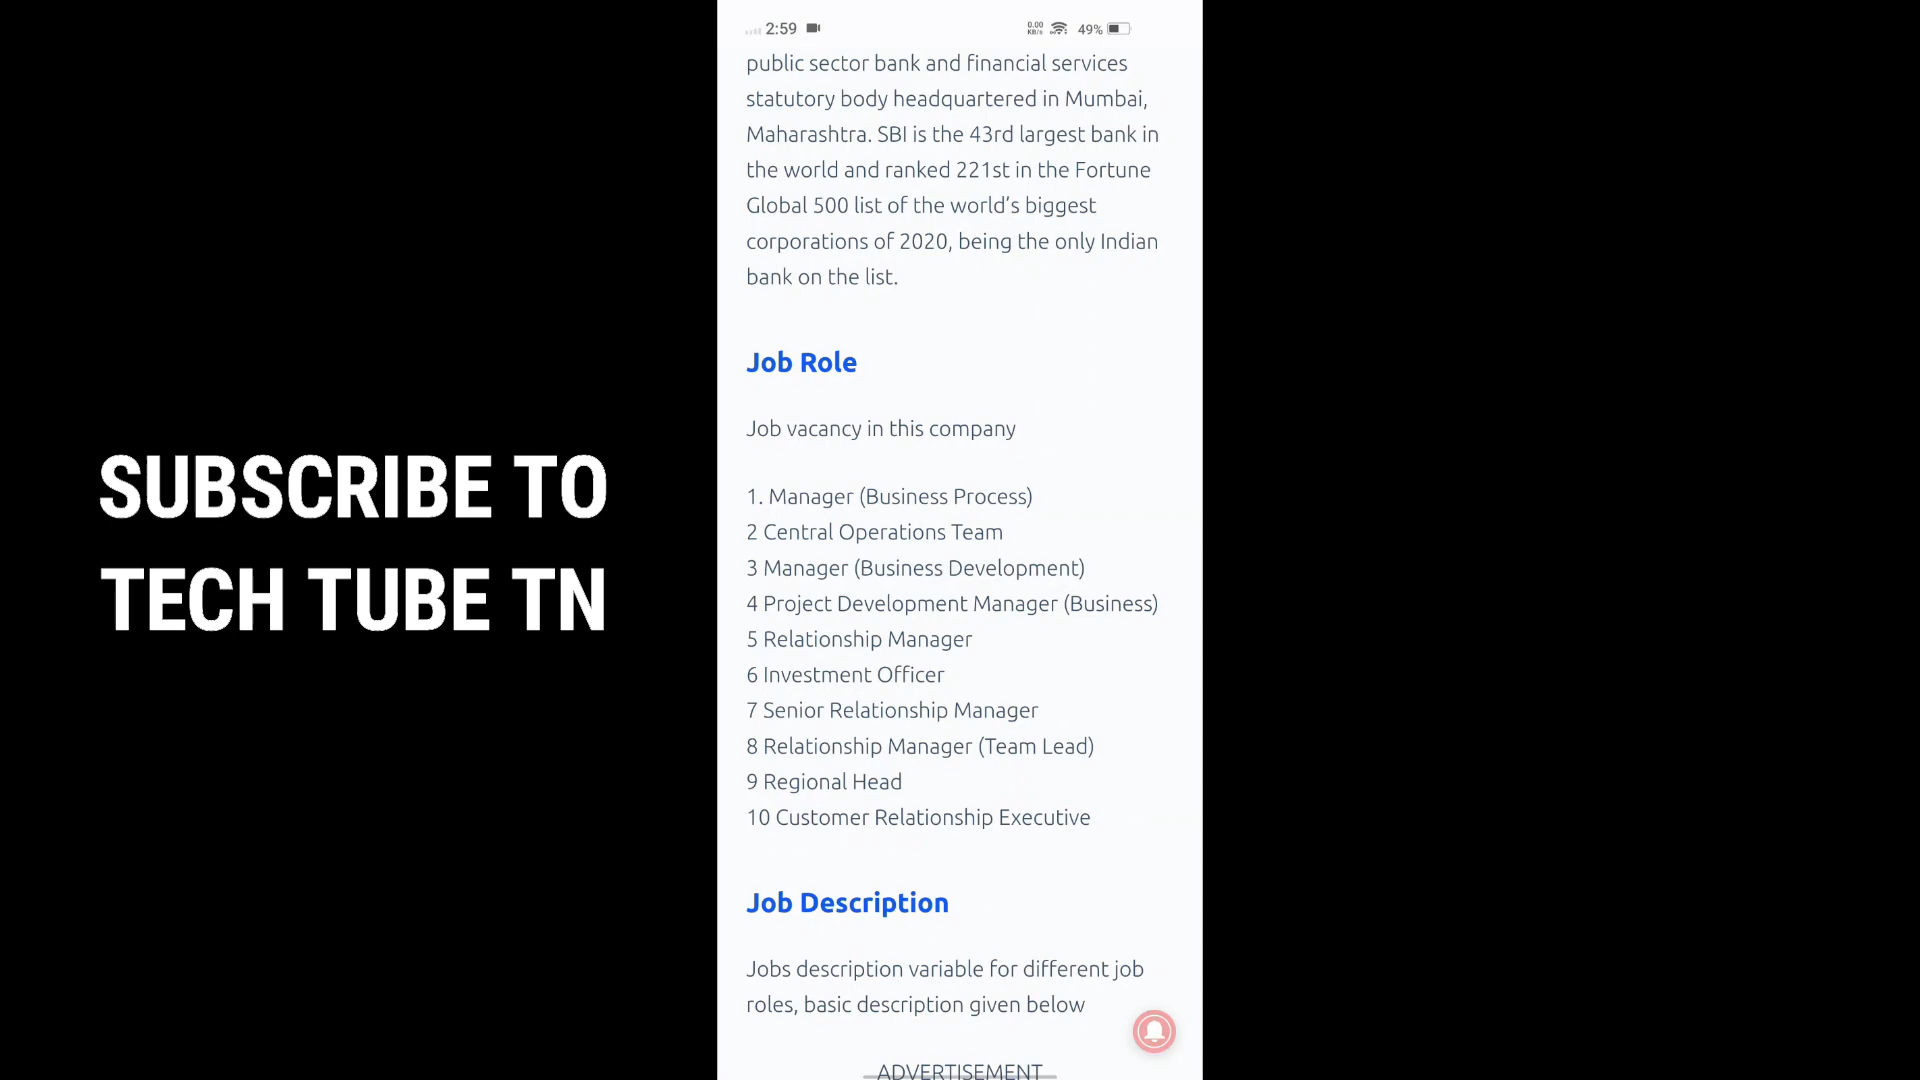 SUBSCRIBE TO
TECH TUBE TN
2:59
0.00
KB/s
49%
public sector bank and financial services
statutory body headquartered in Mumbai,
Maharashtra. SBI is the 43rd largest bank in
the world and ranked 221st in the Fortune
Global 500 list of the world’s biggest
corporations of 2020, being the only Indian
bank on the list.
Job Role
Job vacancy in this company
1. Manager (Business Process)
2 Central Operations Team
3 Manager (Business Development)
4 Project Development Manager (Business)
5 Relationship Manager
6 Investment Officer
7 Senior Relationship Manager
8 Relationship Manager (Team Lead)
9 Regional Head
10 Customer Relationship Executive
Job Description
Jobs description variable for different job
roles, basic description given below
ADVERTISEMENT